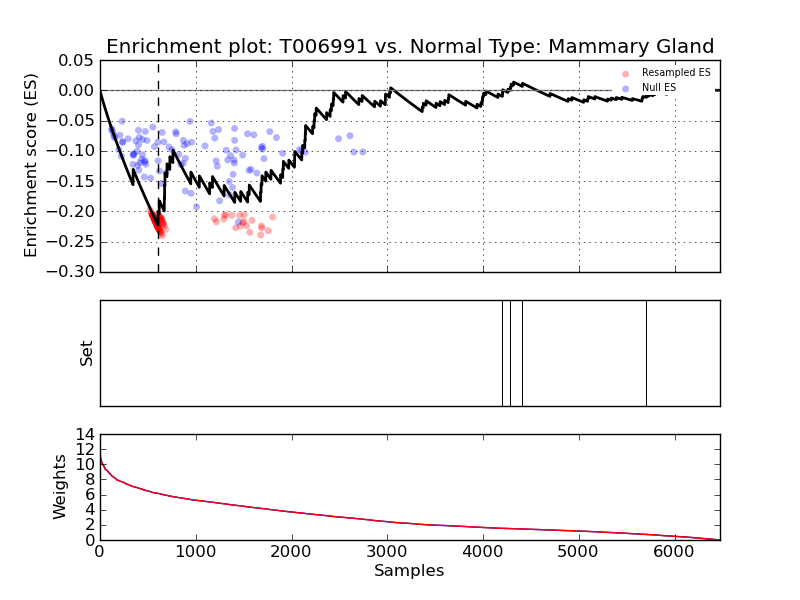 Enrichment plot: T006991 vs. Normal Type: Mammary Gland
Enrichment score (ES)
0.05
0.00
−0.05
−0.10
−0.15
−0.20
−0.25
−0.30
Resampled ES
Null ES
Set
Weights
14
12
10
8
6
4
2
0
0 1000 2000 3000 4000 5000 6000
Samples